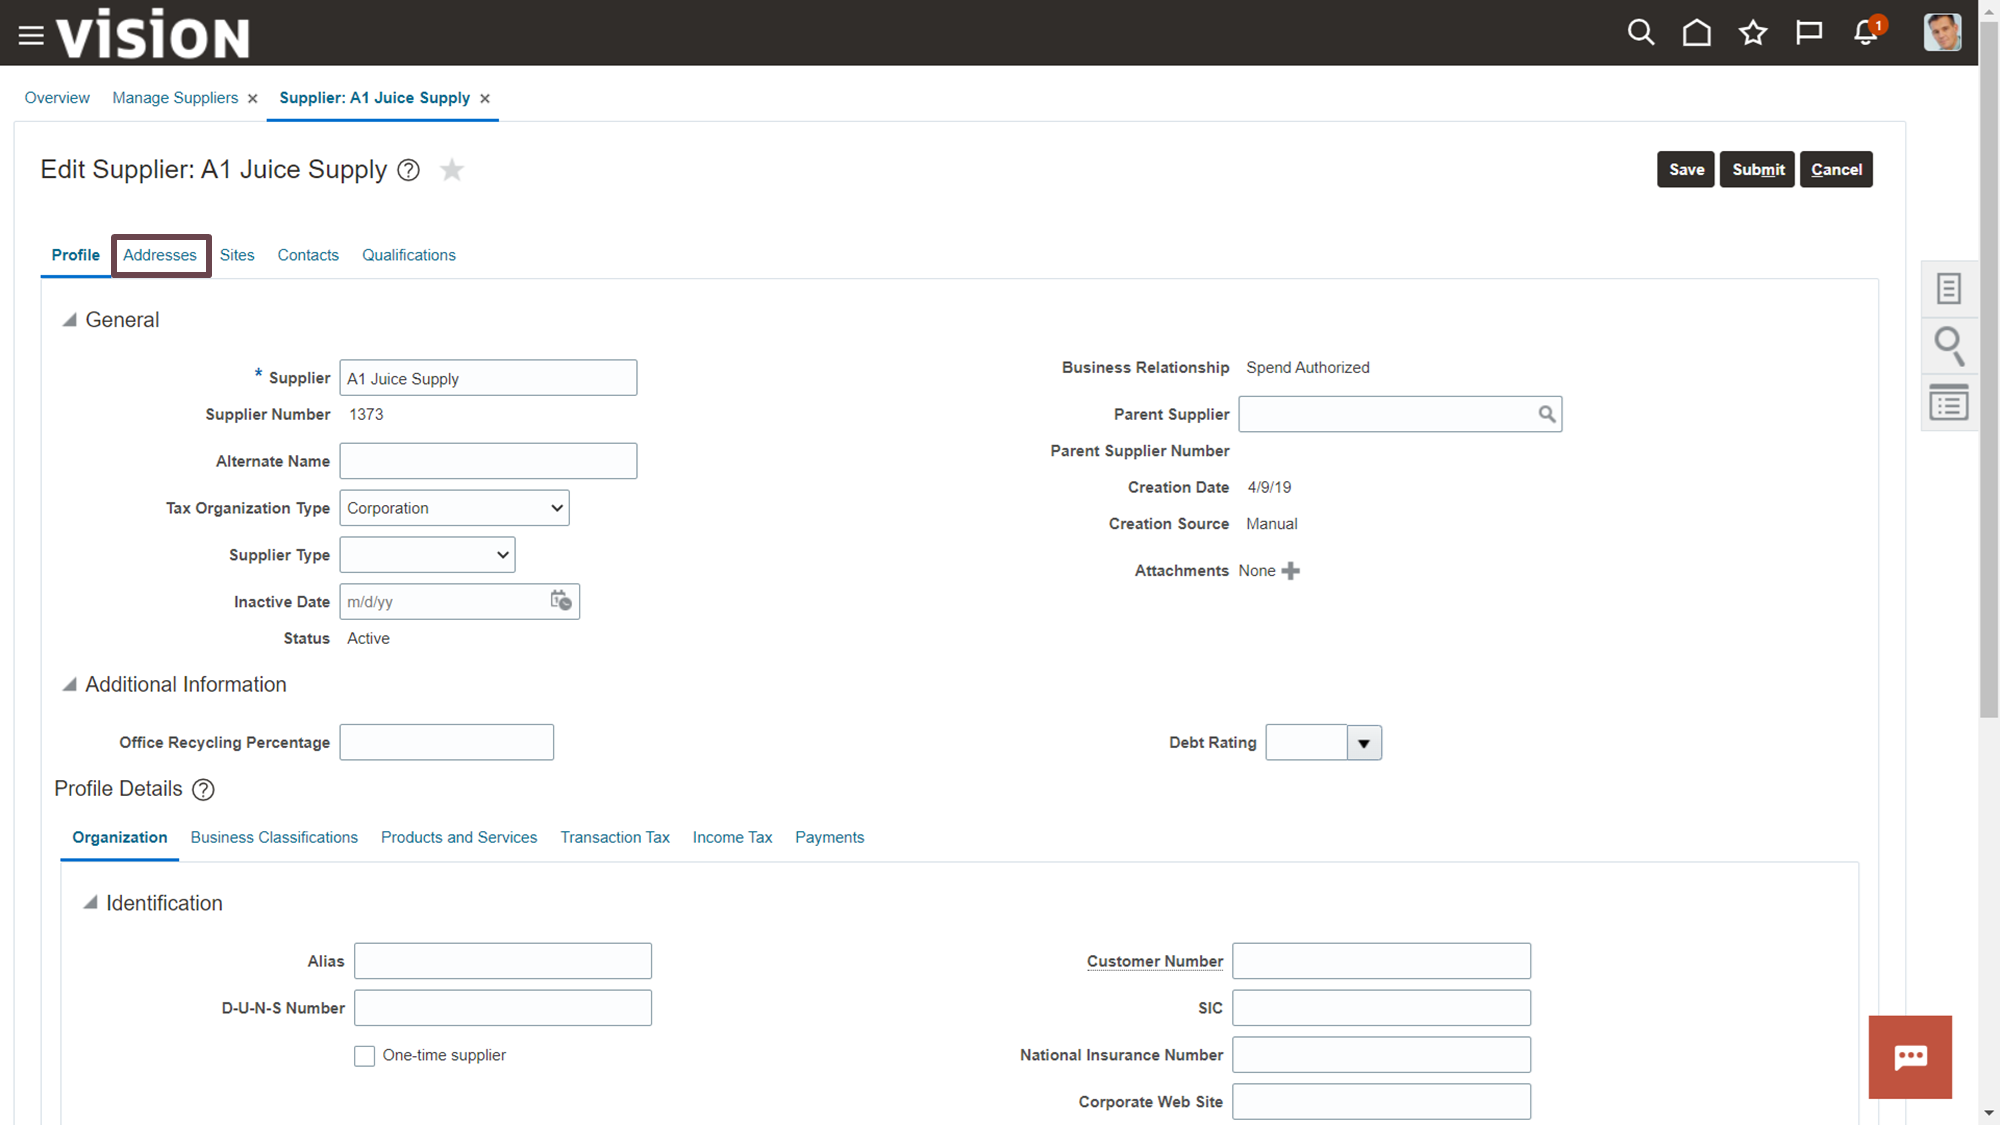 vision
1
Overview Manage Suppliers × Supplier: A1 Juice Supply ×
Edit Supplier: A1 Juice Supply ?
Save Submit Cancel
Profile Addresses Sites Contacts Qualifications
General
* Supplier A1 Juice Supply
Supplier Number 1373
Alternate Name
Tax Organization Type Corporation
Supplier Type
Inactive Date m/d/yy
Status Active
Business Relationship Spend Authorized
Parent Supplier
Parent Supplier Number
Creation Date 4/9/19
Creation Source Manual
Attachments None
Additional Information
Office Recycling Percentage
Debt Rating
Profile Details ?
Organization Business Classifications Products and Services Transaction Tax Income Tax Payments
Identification
Alias
D-U-N-S Number
One-time supplier
Customer Number
SIC
National Insurance Number
Corporate Web Site